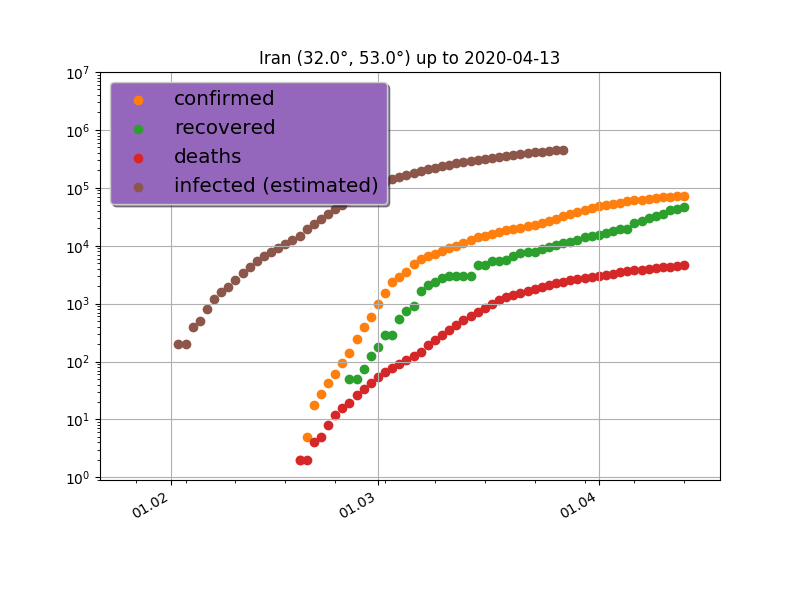 Iran (32.0°, 53.0°) up to 2020-04-13
confirmed
recovered
deaths
infected (estimated)
10⁷
10⁶
10⁵
10⁴
10³
10²
10¹
10⁰
01.02
01.03
01.04